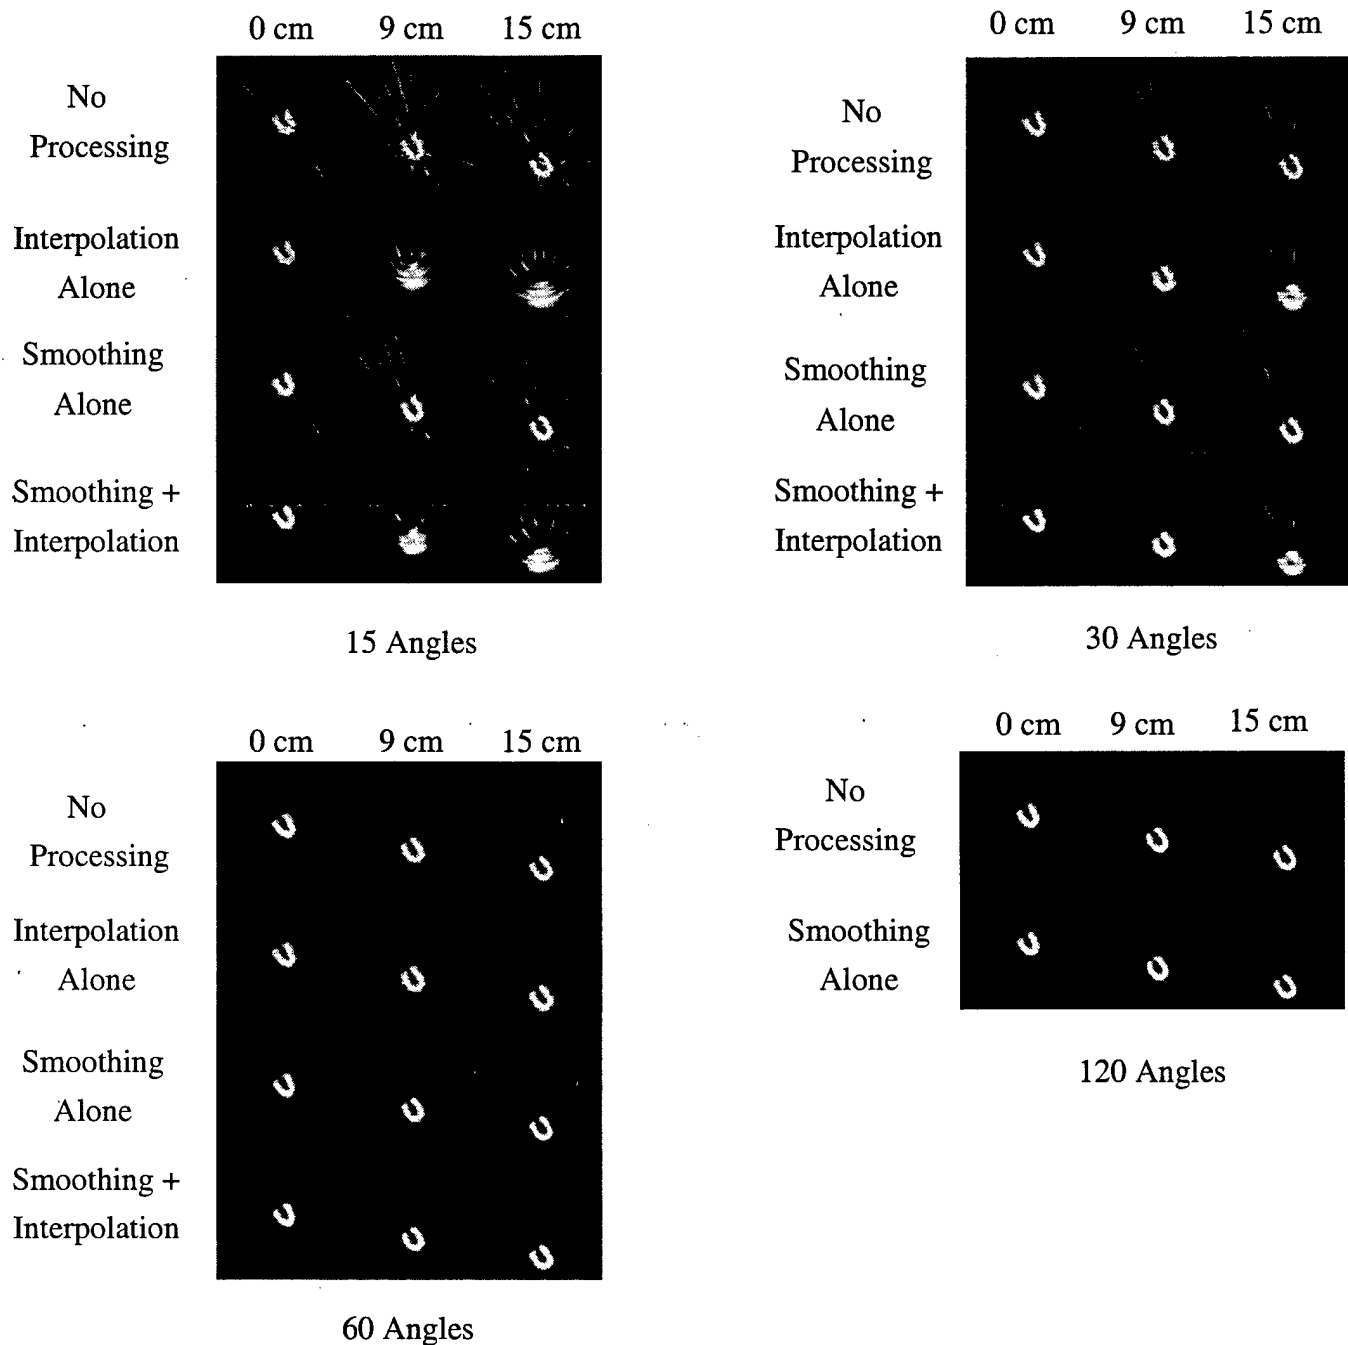 0 cm 9 cm 15 cm
No
Processing
Interpolation
Alone
Smoothing
Alone
Smoothing +
Interpolation
15 Angles
0 cm 9 cm 15 cm
No
Processing
Interpolation
Alone
Smoothing
Alone
Smoothing +
Interpolation
30 Angles
0 cm 9 cm 15 cm
No
Processing
Interpolation
Alone
Smoothing
Alone
Smoothing +
Interpolation
60 Angles
0 cm 9 cm 15 cm
No
Processing
Smoothing
Alone
120 Angles